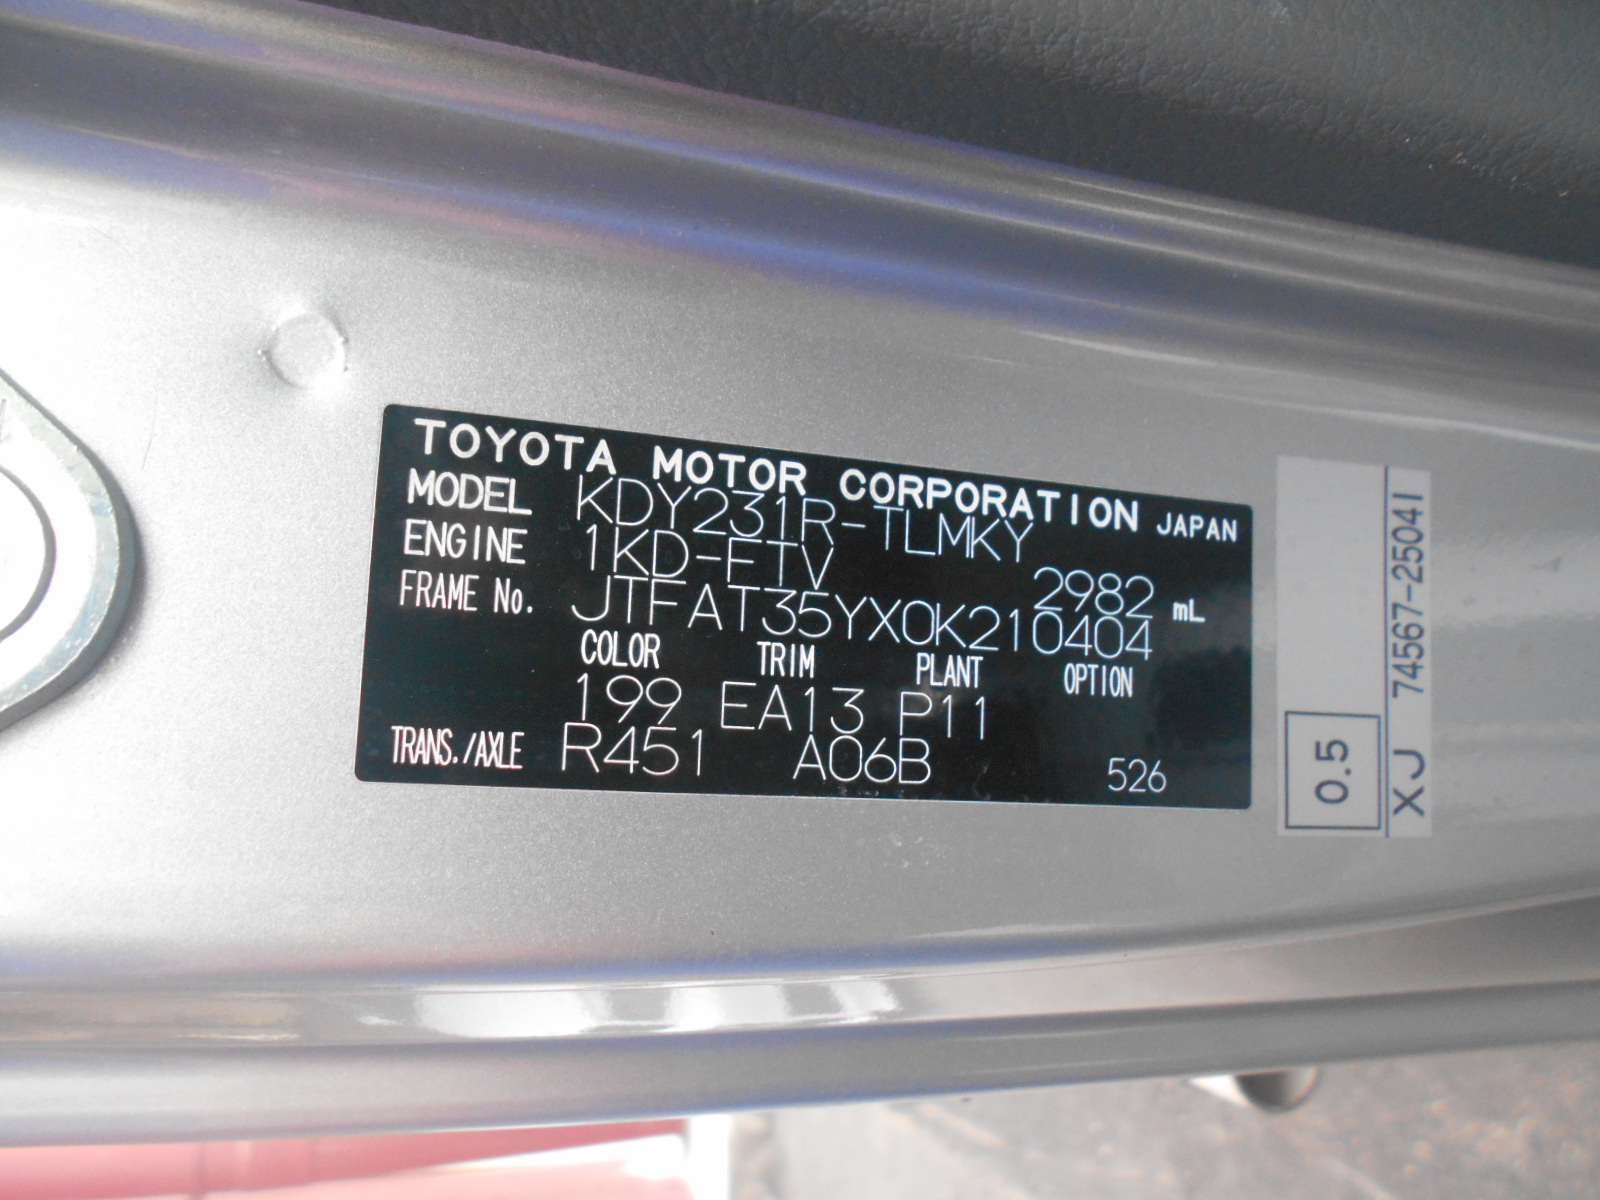 TOYOTA MOTOR CORPORATION JAPAN
MODEL KDY231R-TLMKY
ENGINE 1KD-FTV 2982 mL
FRAME No. JTFAT35YX0K210404
COLOR TRIM PLANT OPTION
199 EA13 P11
TRANS./AXLE R451 A06B 526
0.5
XJ 74567-25041